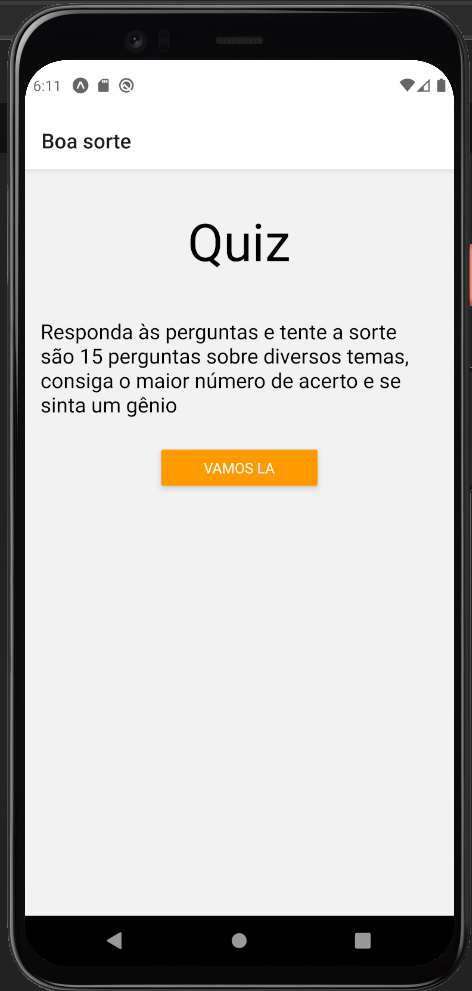 6:11
Boa sorte
Quiz
Responda às perguntas e tente a sorte
são 15 perguntas sobre diversos temas,
consiga o maior número de acerto e se
sinta um gênio
VAMOS LA